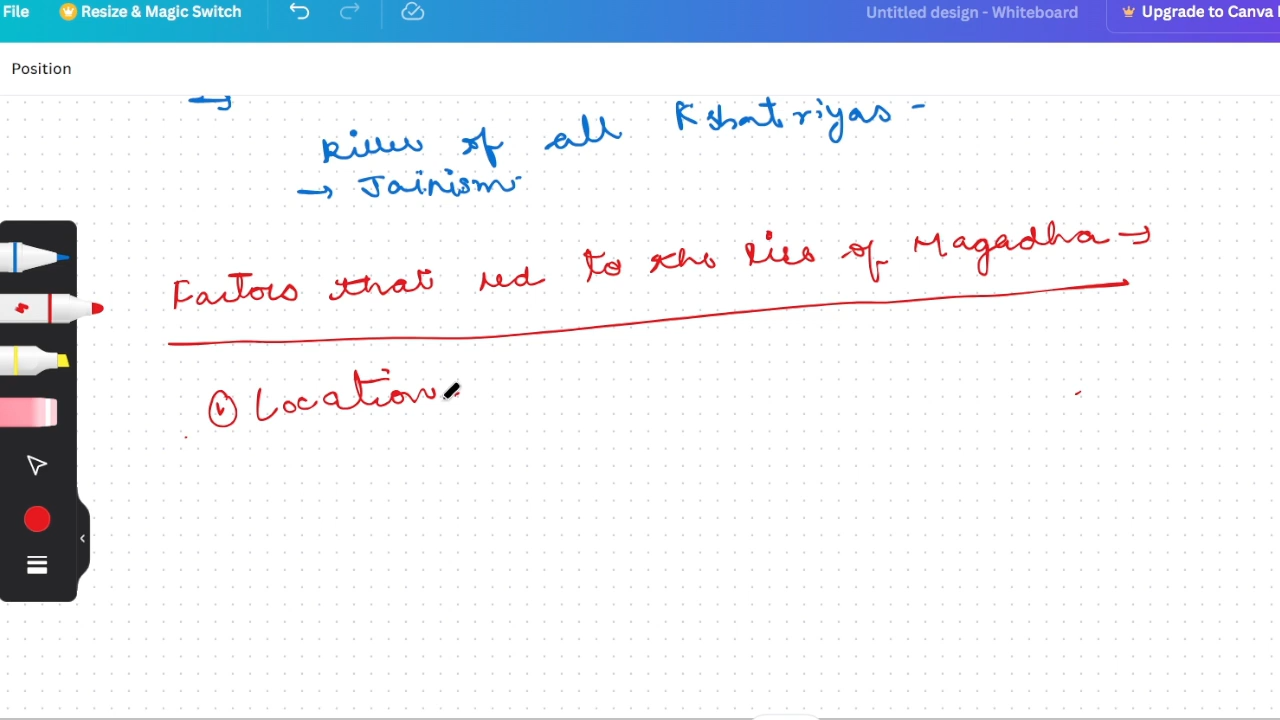 File Resize & Magic Switch Untitled design - Whiteboard Upgrade to Canva
Position
→
Killer of all Kshatriyas -
→ Jainism
Factors that led to the Rise of Magadha →
① Location